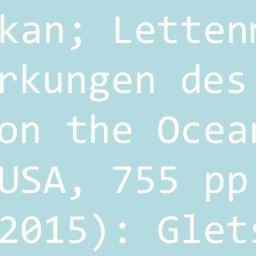 kan; Lettenm
rkungen des
on the Ocean
USA, 755 pp
2015): Glets